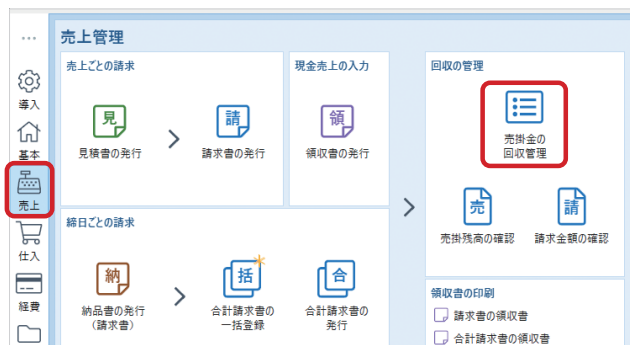 …
導入
基本
売上
仕入
経費
売上管理
売上ごとの請求
見
見積書の発行
請
請求書の発行
現金売上の入力
領
領収書の発行
締日ごとの請求
納
納品書の発行
(請求書)
括
合計請求書の
一括登録
合
合計請求書の
発行
回収の管理
売掛金の
回収管理
売
売掛残高の確認
請
請求金額の確認
領収書の印刷
請求書の領収書
合計請求書の領収書